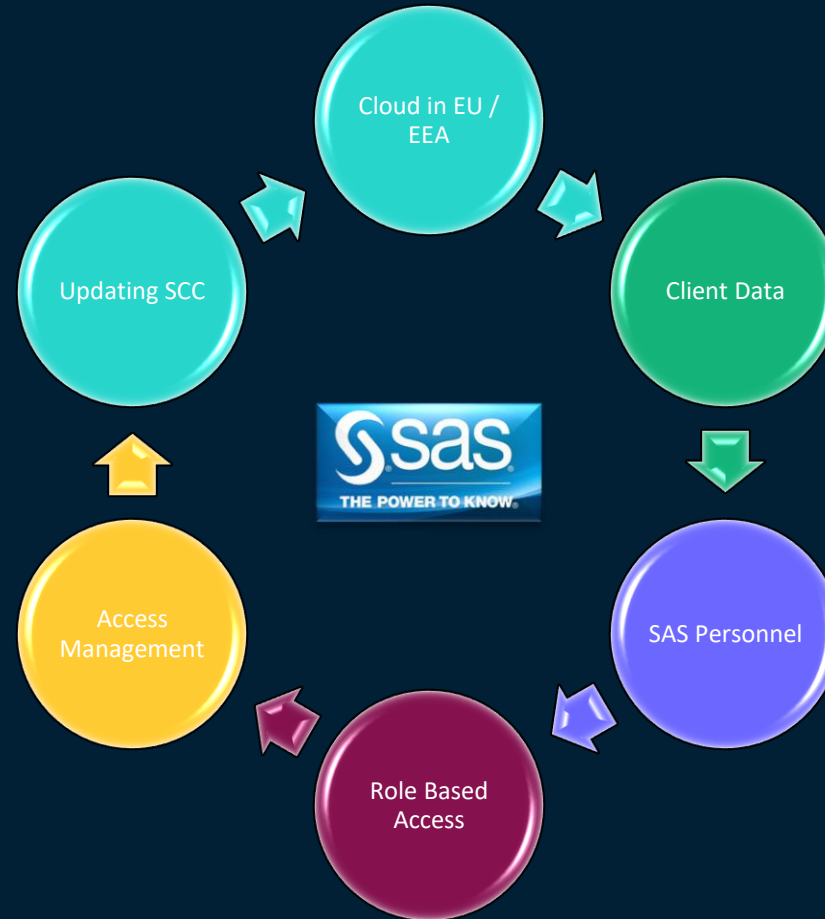 Cloud in EU /
EEA
Updating SCC
Client Data
sas
THE POWER TO KNOW®
Access
Management
SAS Personnel
Role Based
Access